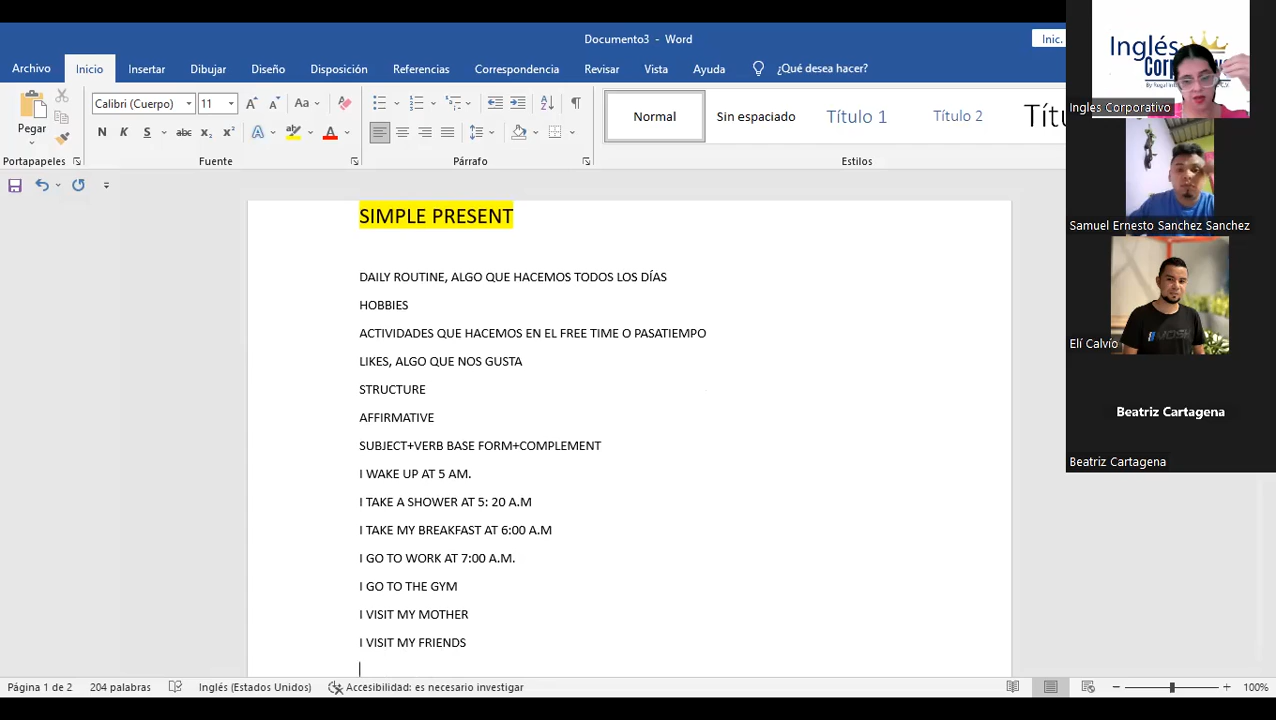 Documento3 - Word
Inic.
Archivo Inicio Insertar Dibujar Diseño Disposición Referencias Correspondencia Revisar Vista Ayuda ¿Qué desea hacer?
Pegar
Calibri (Cuerpo) 11
Normal Sin espaciado Título 1 Título 2
Portapapeles Fuente Párrafo Estilos
SIMPLE PRESENT
DAILY ROUTINE, ALGO QUE HACEMOS TODOS LOS DÍAS
HOBBIES
ACTIVIDADES QUE HACEMOS EN EL FREE TIME O PASATIEMPO
LIKES, ALGO QUE NOS GUSTA
STRUCTURE
AFFIRMATIVE
SUBJECT+VERB BASE FORM+COMPLEMENT
I WAKE UP AT 5 AM.
I TAKE A SHOWER AT 5: 20 A.M
I TAKE MY BREAKFAST AT 6:00 A.M
I GO TO WORK AT 7:00 A.M.
I GO TO THE GYM
I VISIT MY MOTHER
I VISIT MY FRIENDS
Página 1 de 2 204 palabras Inglés (Estados Unidos) Accesibilidad: es necesario investigar 100%
Inglés
Ingles Corporativo
Samuel Ernesto Sanchez Sanchez
Elí Calvío
Beatriz Cartagena
Beatriz Cartagena